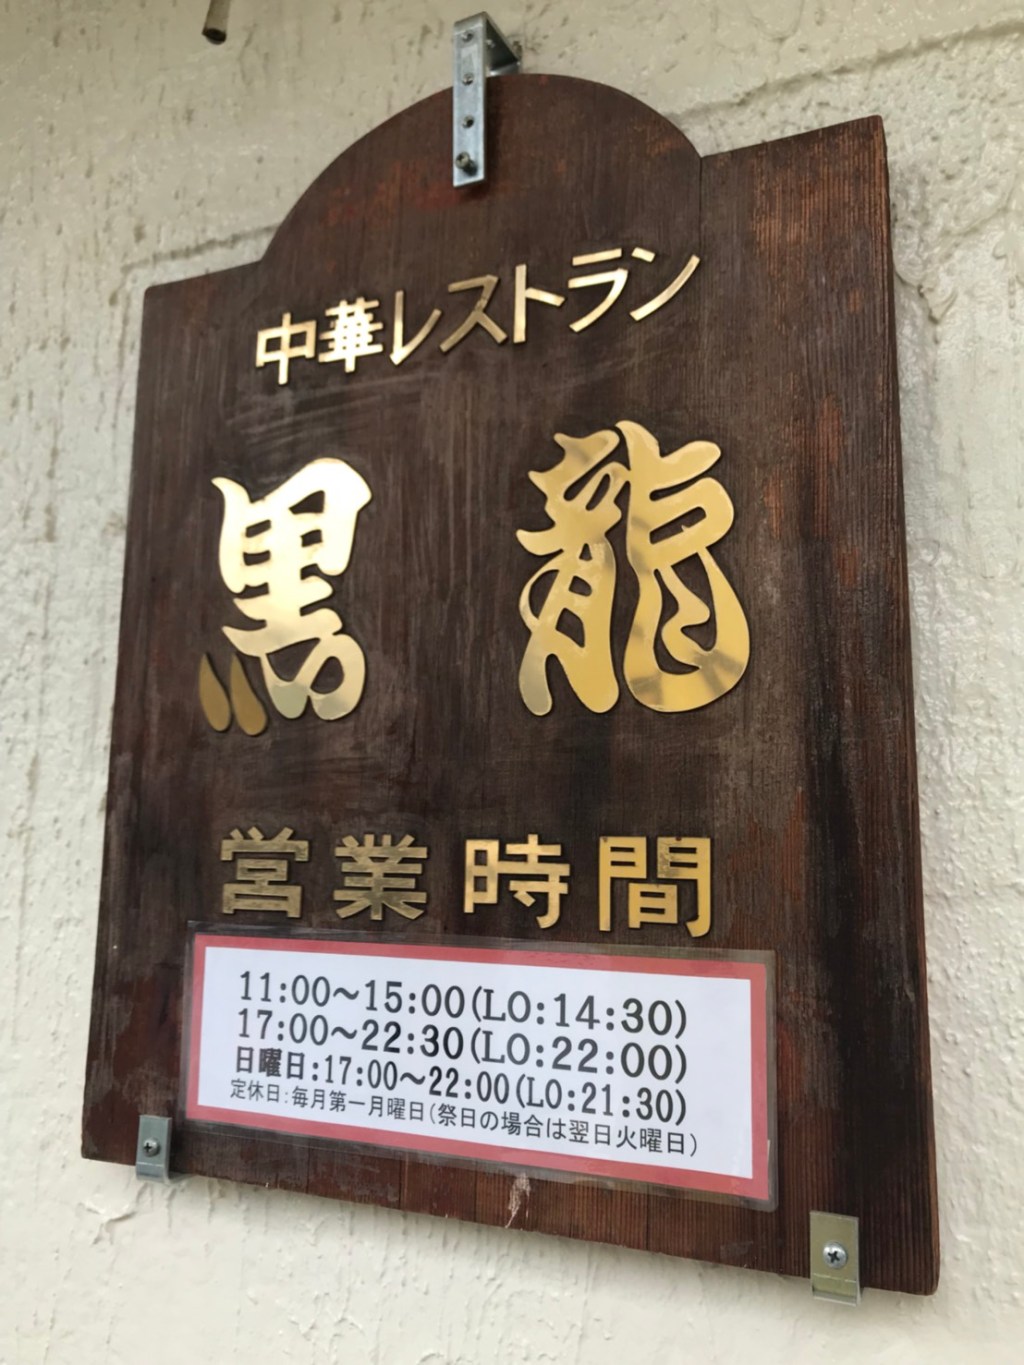 中華レストラン
黒龍
営業時間
11:00～15:00(LO:14:30)
17:00～22:30(LO:22:00)
日曜日:17:00～22:00(LO:21:30)
定休日:毎月第一月曜日(祭日の場合は翌日火曜日)